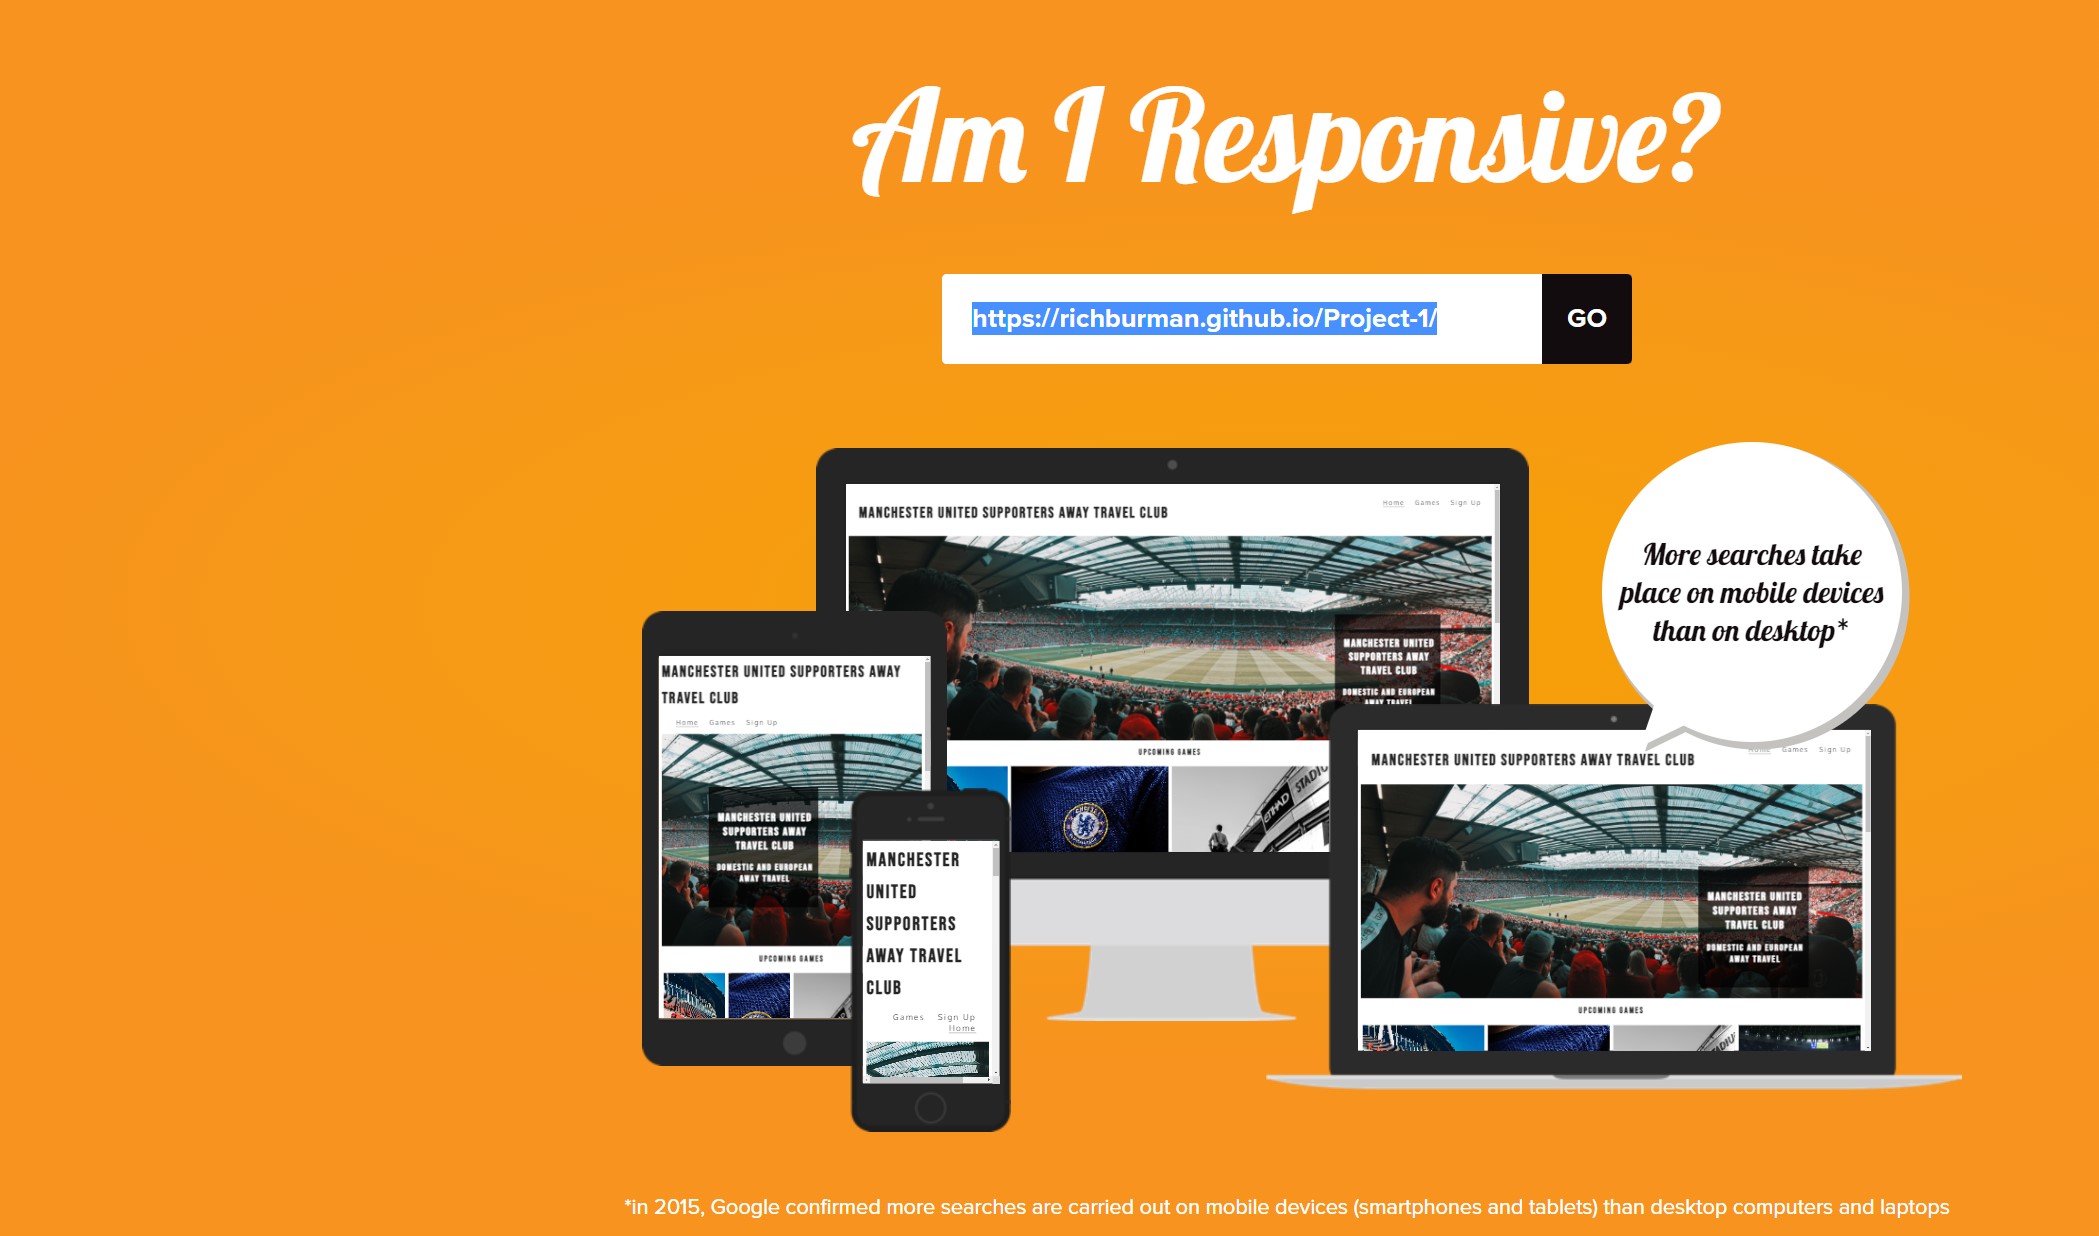 Am I Responsive?
https://richburman.github.io/Project-1/
GO
MANCHESTER UNITED SUPPORTERS AWAY TRAVEL CLUB
Home Games Sign Up
MANCHESTER UNITED
SUPPORTERS AWAY
TRAVEL CLUB
DOMESTIC AND EUROPEAN
AWAY TRAVEL
UPCOMING GAMES
CHELSEA
ETIHAD
STADIU
More searches take
place on mobile devices
than on desktop*
MANCHESTER UNITED SUPPORTERS AWAY
TRAVEL CLUB
Home Games Sign Up
MANCHESTER UNITED
SUPPORTERS AWAY
TRAVEL CLUB
DOMESTIC AND EUROPEAN
AWAY TRAVEL
UPCOMING GAMES
MANCHESTER
UNITED
SUPPORTERS
AWAY TRAVEL
CLUB
Games Sign Up
Home
MANCHESTER UNITED SUPPORTERS AWAY TRAVEL CLUB
Home Games Sign Up
MANCHESTER UNITED
SUPPORTERS AWAY
TRAVEL CLUB
DOMESTIC AND EUROPEAN
AWAY TRAVEL
UPCOMING GAMES
*in 2015, Google confirmed more searches are carried out on mobile devices (smartphones and tablets) than desktop computers and laptops